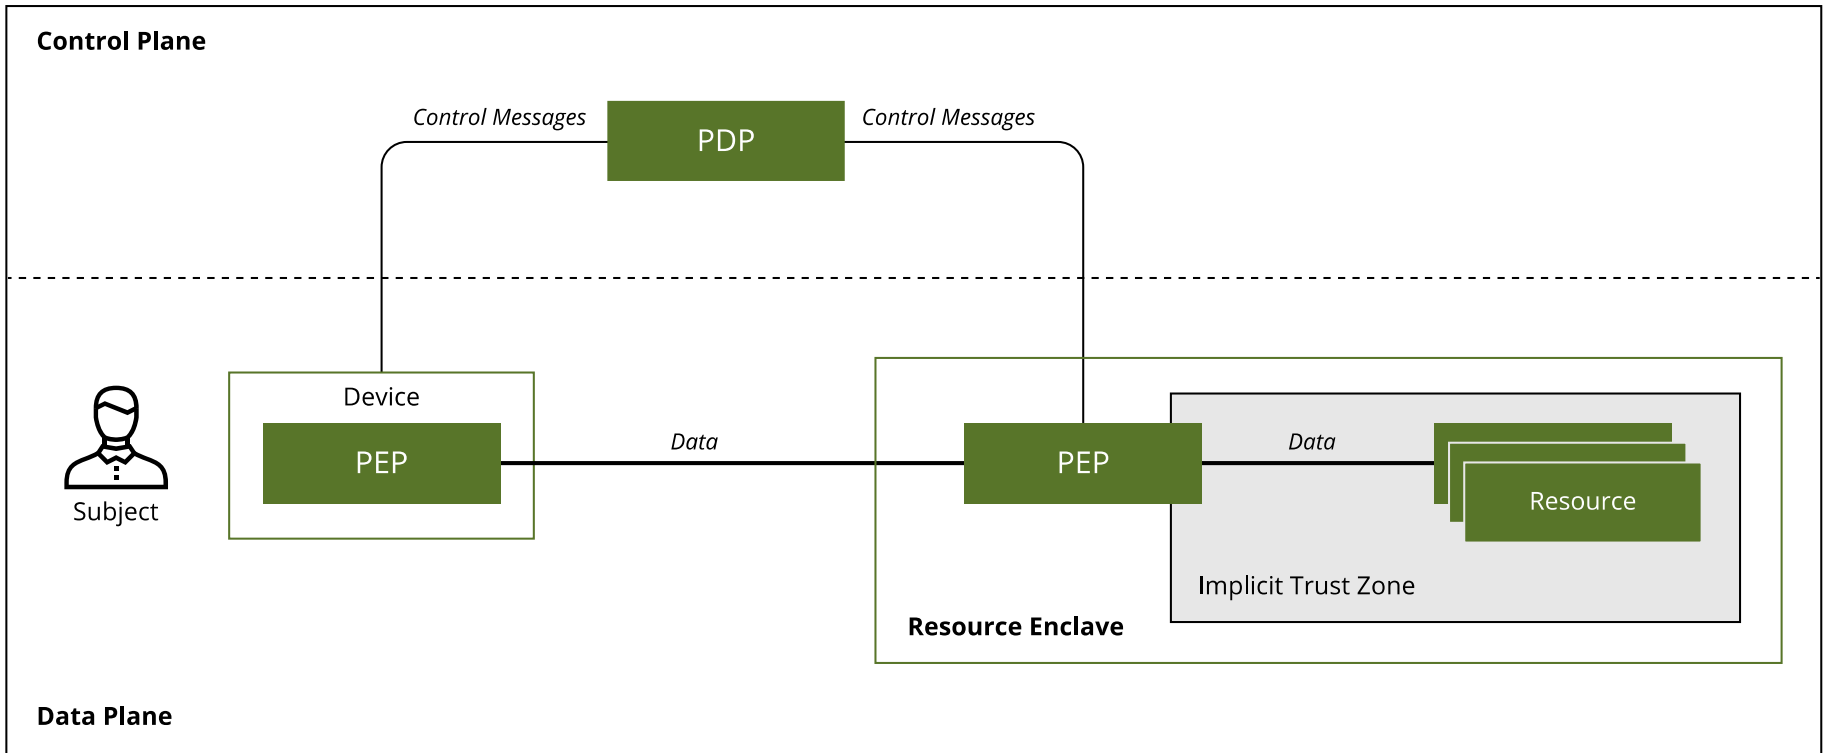 Control Plane
Control Messages
PDP
Control Messages
Device
PEP
Data
PEP
Data
Resource
Subject
Implicit Trust Zone
Resource Enclave
Data Plane